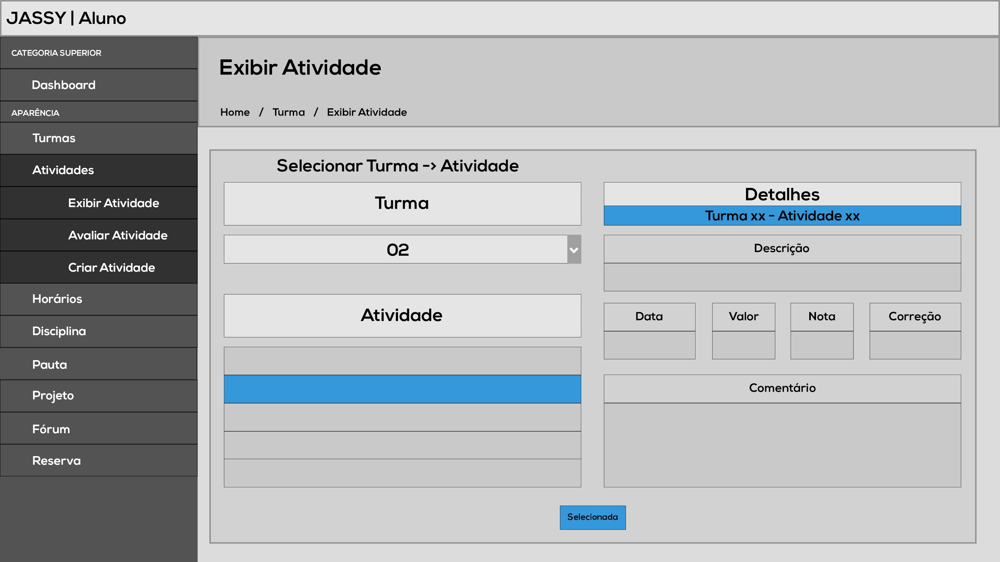 JASSY | Aluno
CATEGORIA SUPERIOR
Dashboard
APARÊNCIA
Turmas
Atividades
Exibir Atividade
Avaliar Atividade
Criar Atividade
Horários
Disciplina
Pauta
Projeto
Fórum
Reserva
Exibir Atividade
Home / Turma / Exibir Atividade
Selecionar Turma -> Atividade
Turma
02
Atividade
Detalhes
Turma xx - Atividade xx
Descrição
Data Valor Nota Correção
Comentário
Selecionada